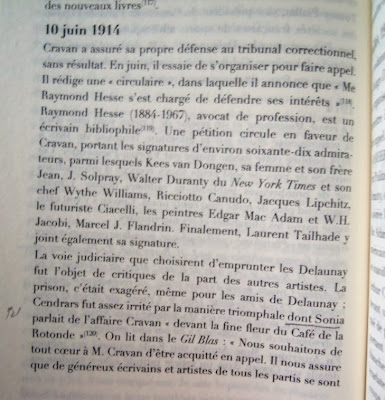 des nouveaux livres[117].
10 juin 1914
Cravan a assuré sa propre défense au tribunal correctionnel,
sans résultat. En juin, il essaie de s'organiser pour faire appel.
Il rédige une « circulaire », dans laquelle il annonce que « Me
Raymond Hesse s'est chargé de défendre ses intérêts »[118].
Raymond Hesse (1884-1967), avocat de profession, est un
écrivain bibliophile[119]. Une pétition circule en faveur de
Cravan, portant les signatures d'environ soixante-dix admira-
teurs, parmi lesquels Kees van Dongen, sa femme et son frère
Jean, J. Solpray, Walter Duranty du New York Times et son
chef Wythe Williams, Ricciotto Canudo, Jacques Lipchitz,
le futuriste Ciacelli, les peintres Edgar Mac Adam et W.H.
Jacobi, Marcel J. Flandrin. Finalement, Laurent Tailhade y
joint également sa signature.
La voie judiciaire que choisirent d'emprunter les Delaunay
fut l'objet de critiques de la part des autres artistes. La
prison, c'était exagéré, même pour les amis de Delaunay ;
Cendrars fut assez irrité par la manière triomphale dont Sonia
parlait de l'affaire Cravan « devant la fine fleur du Café de la
Rotonde »[120]. On lit dans le Gil Blas : « Nous souhaitons de
tout cœur à M. Cravan d'être acquitté en appel. Il nous assure
que de généreux écrivains et artistes de tous les partis se sont